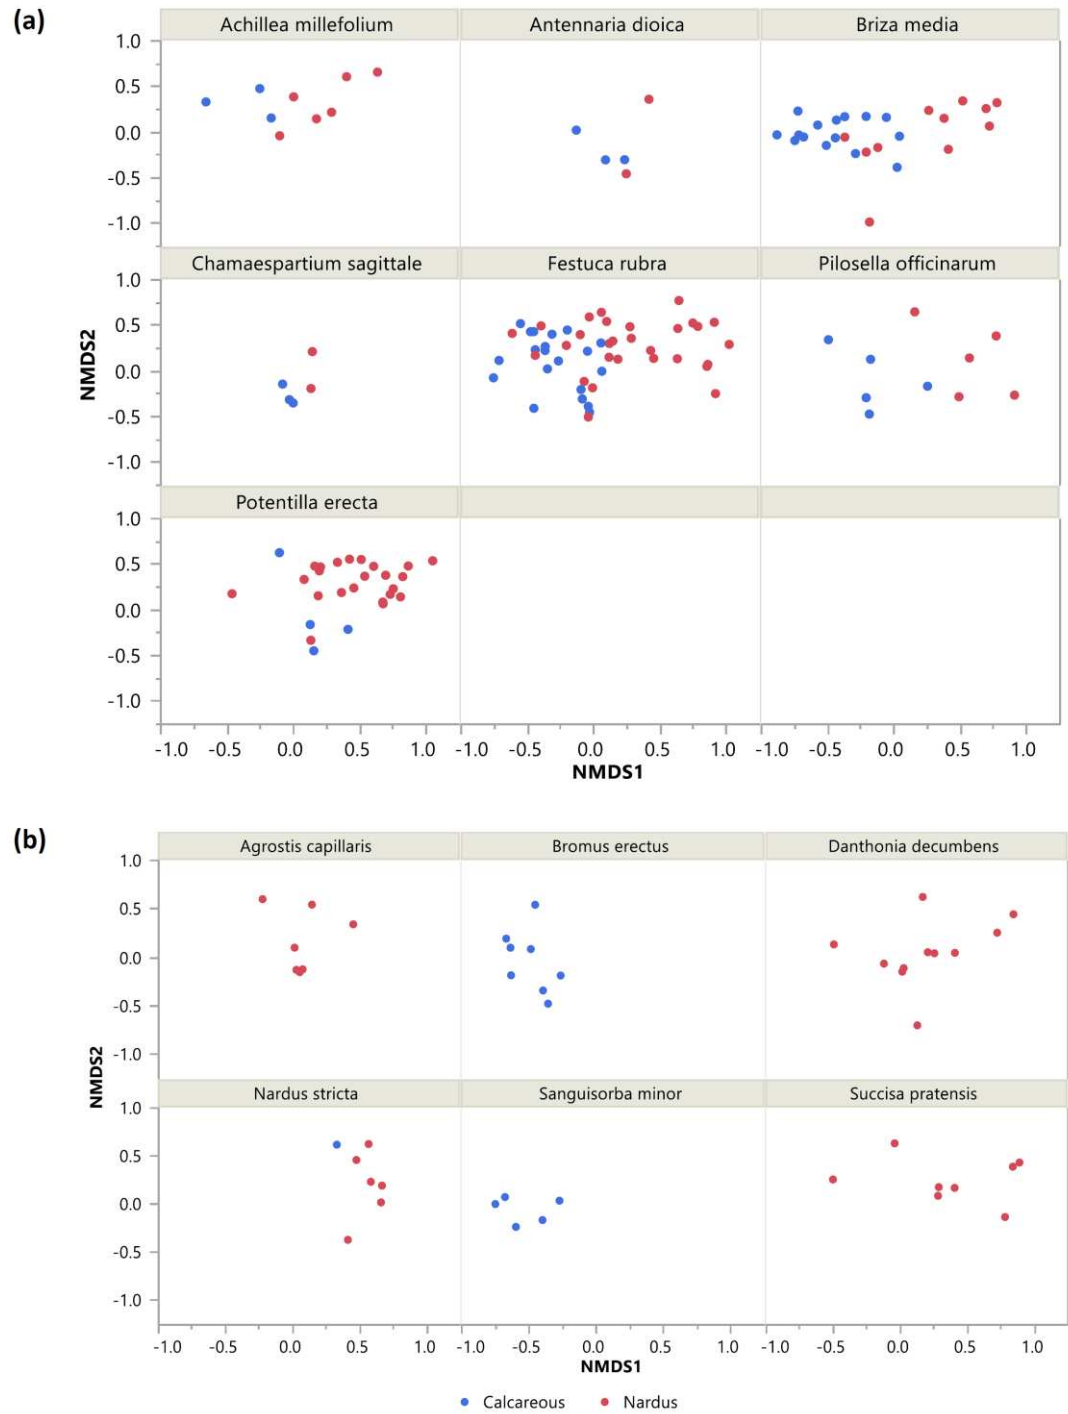 (a)
Achillea millefolium Antennaria dioica Briza media
1.0
0.5
0.0
-0.5
-1.0
Chamaespartium sagittale Festuca rubra Pilosella officinarum
1.0
0.5
0.0
-0.5
-1.0
NMDS2
Potentilla erecta
1.0
0.5
0.0
-0.5
-1.0
-1.0 -0.5 0.0 0.5 1.0 -1.0 -0.5 0.0 0.5 1.0 -1.0 -0.5 0.0 0.5 1.0
NMDS1
(b)
Agrostis capillaris Bromus erectus Danthonia decumbens
1.0
0.5
0.0
-0.5
-1.0
NMDS2
Nardus stricta Sanguisorba minor Succisa pratensis
1.0
0.5
0.0
-0.5
-1.0
-1.0 -0.5 0.0 0.5 1.0 -1.0 -0.5 0.0 0.5 1.0 -1.0 -0.5 0.0 0.5 1.0
NMDS1
Calcareous Nardus